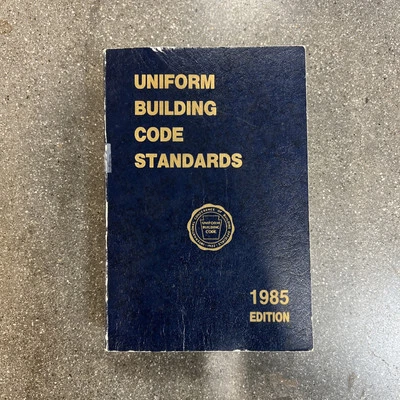 UNIFORM
BUILDING
CODE
STANDARDS
UNIFORM
BUILDING
CODE
1985
EDITION